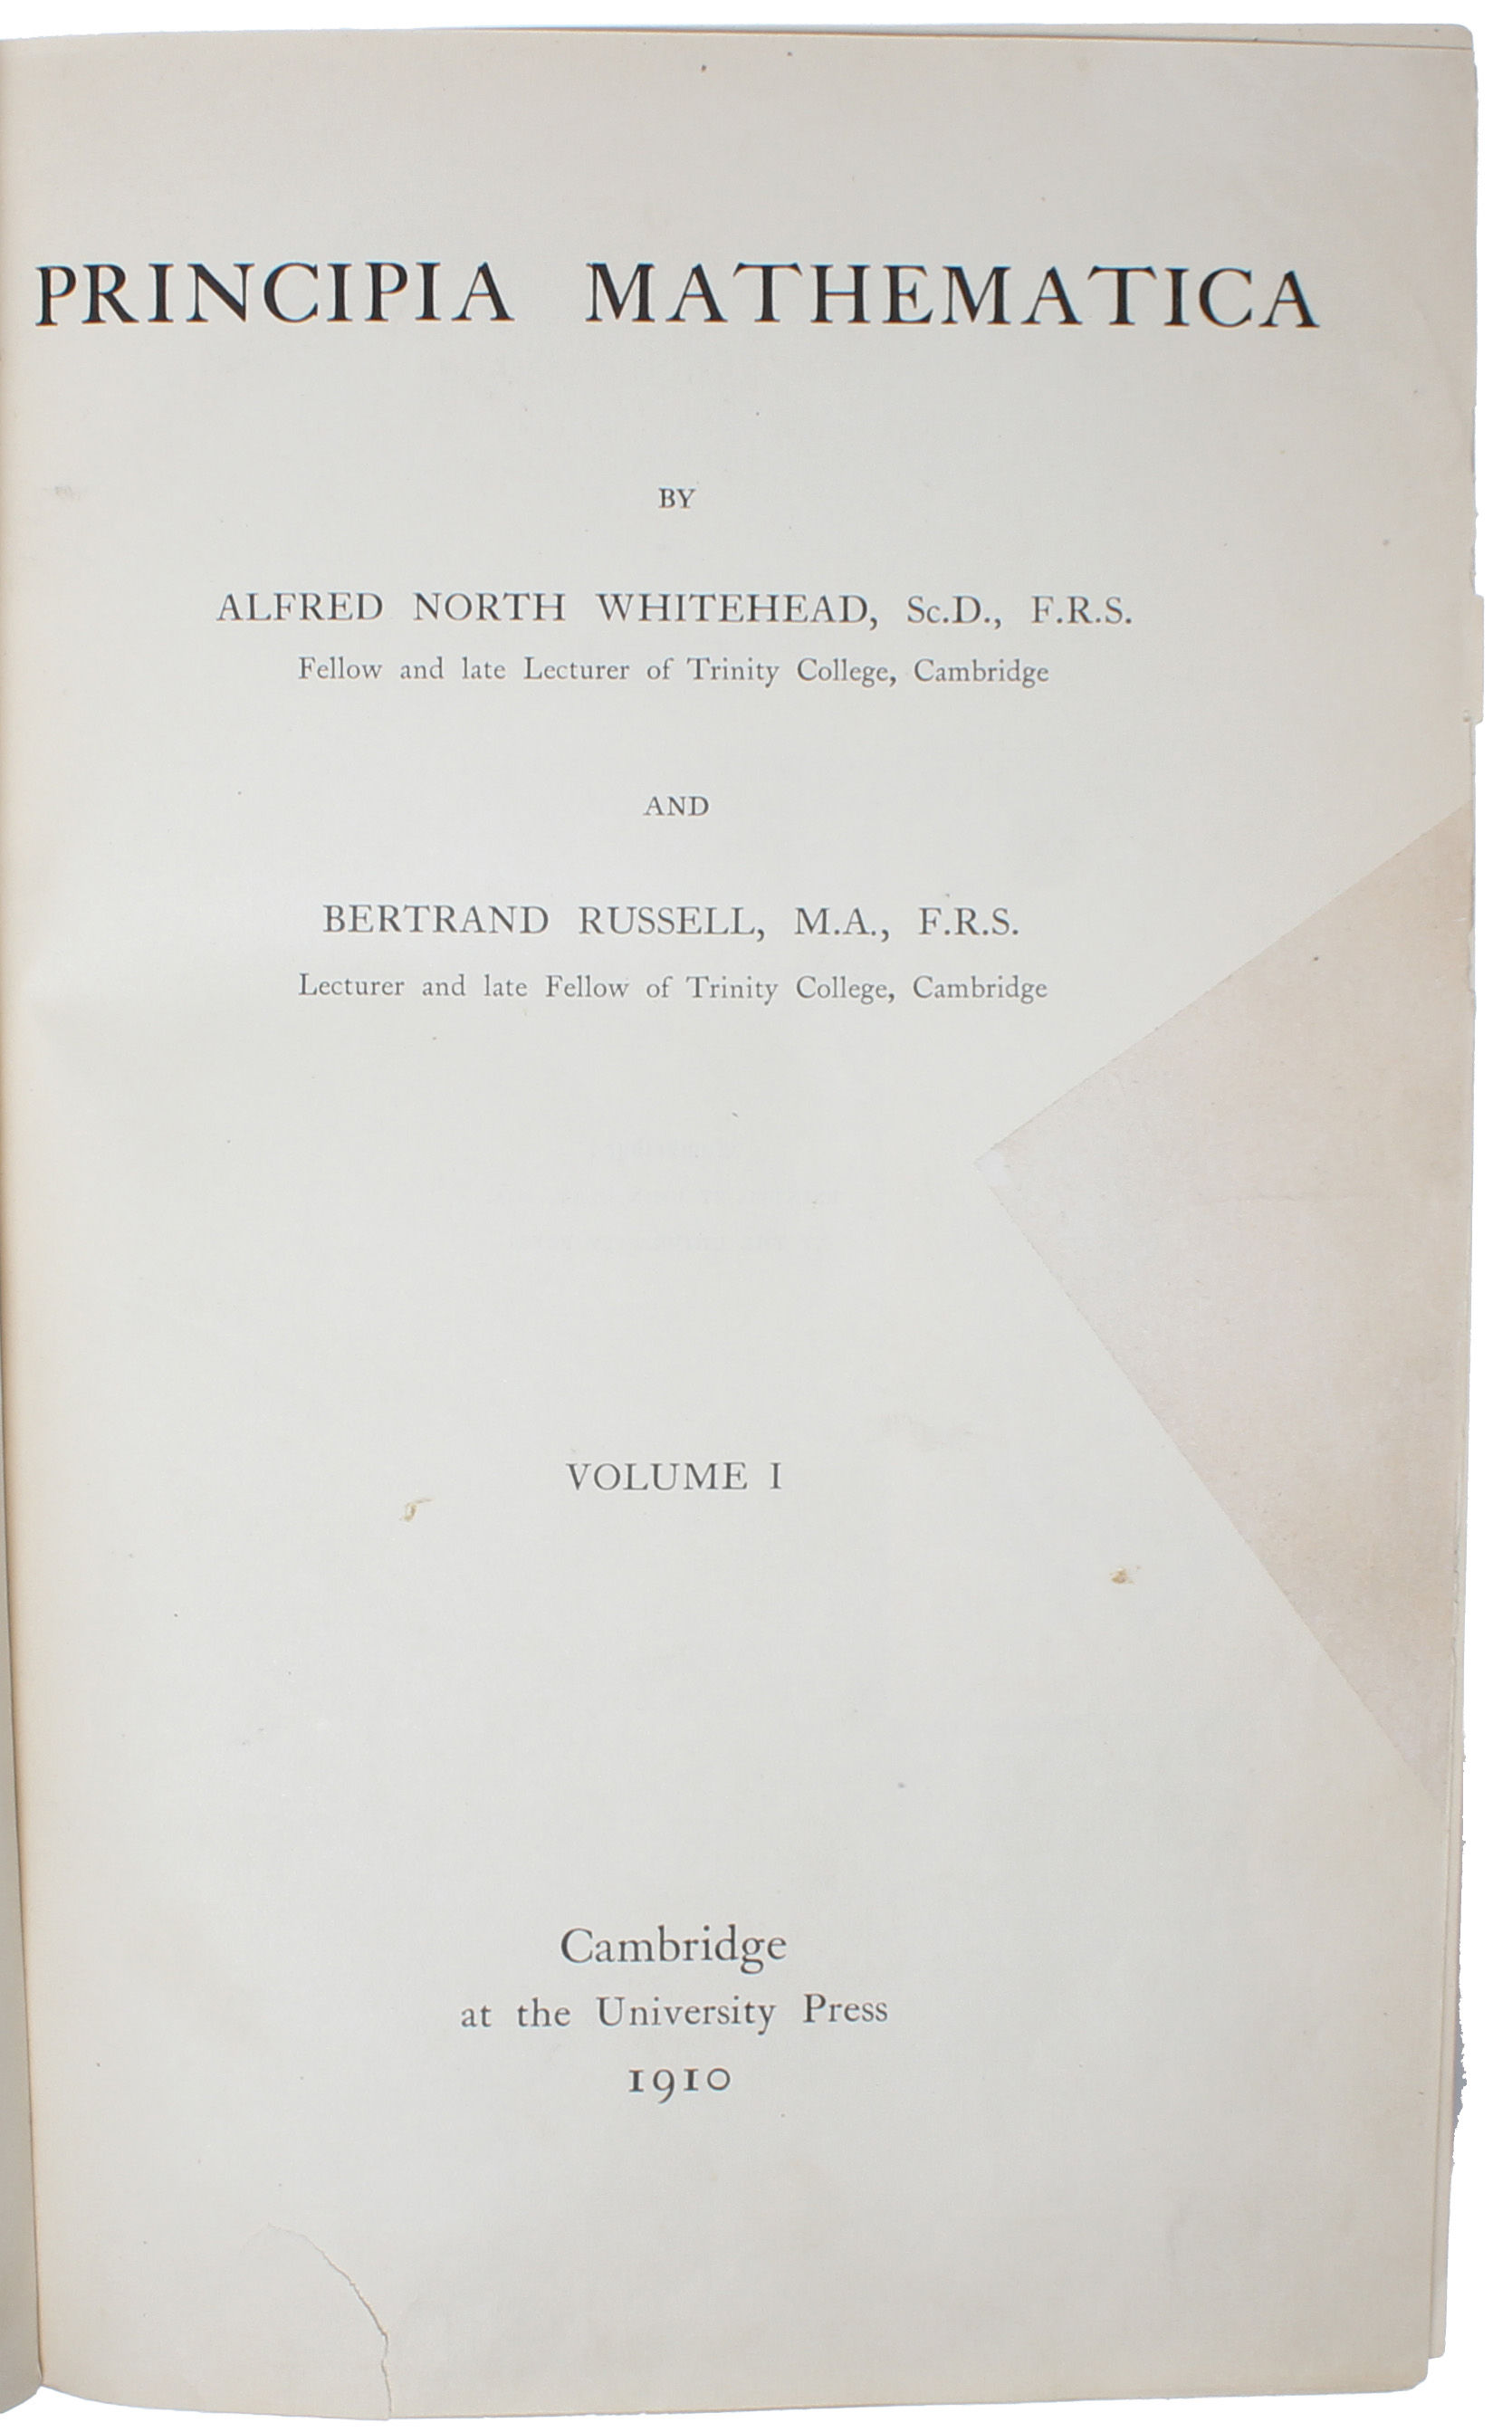 PRINCIPIA MATHEMATICA
BY
ALFRED NORTH WHITEHEAD, Sc.D., F.R.S.
Fellow and late Lecturer of Trinity College, Cambridge
AND
BERTRAND RUSSELL, M.A., F.R.S.
Lecturer and late Fellow of Trinity College, Cambridge
VOLUME I
Cambridge
at the University Press
1910